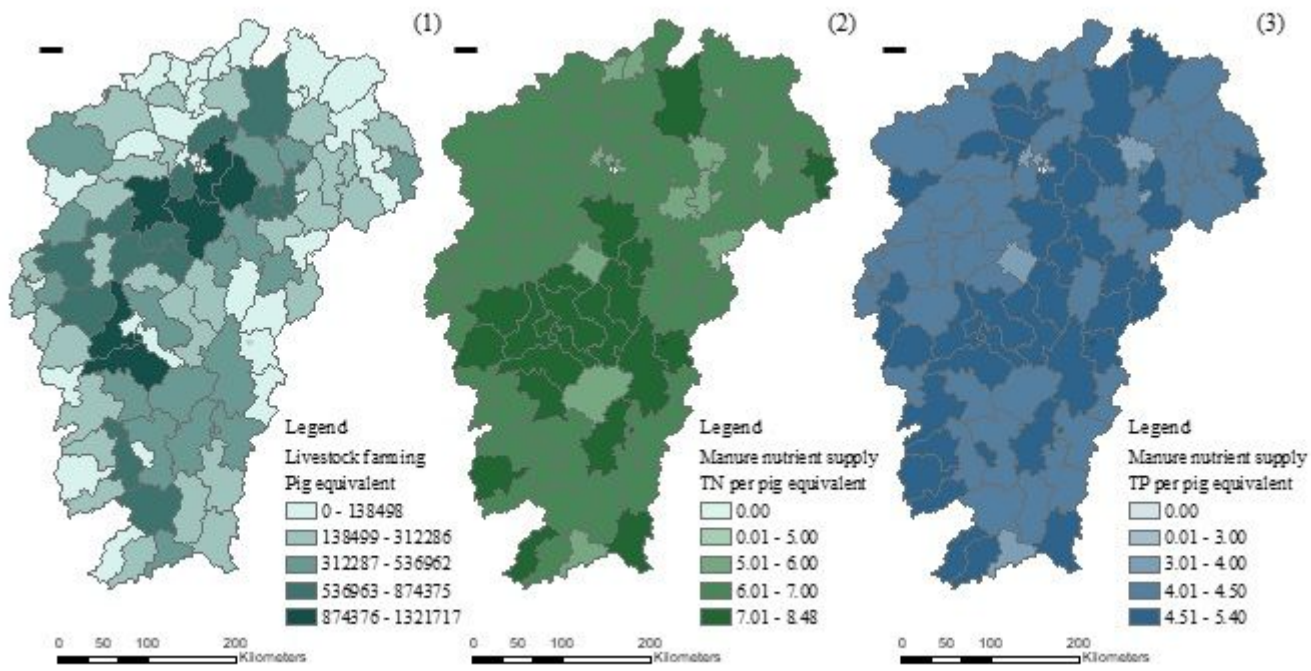 (1)
(2)
(3)
Legend
Livestock farming
Pig equivalent
0 - 138498
138499 - 312286
312287 - 536962
536963 - 874375
874376 - 1321717
0 50 100 200
Kilometers
Legend
Manure nutrient supply
TN per pig equivalent
0.00
0.01 - 5.00
5.01 - 6.00
6.01 - 7.00
7.01 - 8.48
0 50 100 200
Kilometers
Legend
Manure nutrient supply
TP per pig equivalent
0.00
0.01 - 3.00
3.01 - 4.00
4.01 - 4.50
4.51 - 5.40
0 50 100 200
Kilometers